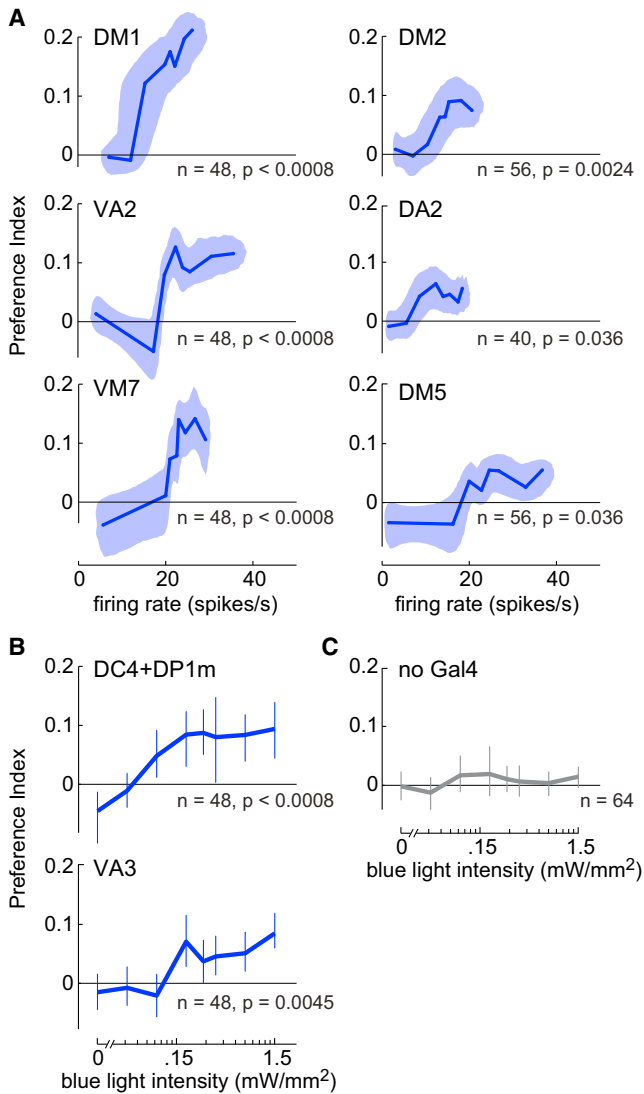 A
DM1
0.2
0.1
0
n = 48, p < 0.0008
DM2
0.2
0.1
0
n = 56, p = 0.0024
Preference Index
VA2
0.2
0.1
0
n = 48, p < 0.0008
DA2
0.2
0.1
0
n = 40, p = 0.036
VM7
0.2
0.1
0
n = 48, p < 0.0008
0 20 40
firing rate (spikes/s)
DM5
0.2
0.1
0
n = 56, p = 0.036
0 20 40
firing rate (spikes/s)
B
DC4+DP1m
0.2
0.1
0
n = 48, p < 0.0008
Preference Index
VA3
0.2
0.1
0
n = 48, p = 0.0045
0 .15 1.5
blue light intensity (mW/mm²)
C
no Gal4
0.2
0.1
0
n = 64
0 .15 1.5
blue light intensity (mW/mm²)